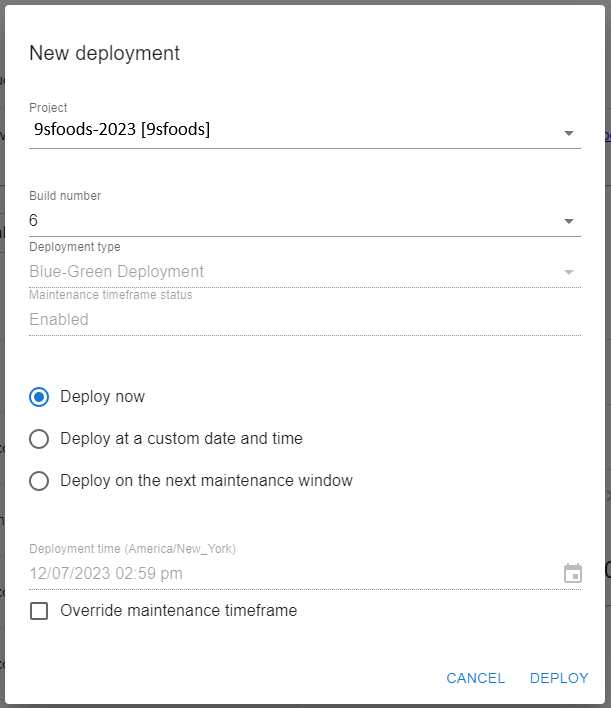 New deployment
Project
9sfoods-2023 [9sfoods]
Build number
6
Deployment type
Blue-Green Deployment
Maintenance timeframe status
Enabled
Deploy now
Deploy at a custom date and time
Deploy on the next maintenance window
Deployment time (America/New_York)
12/07/2023 02:59 pm
Override maintenance timeframe
CANCEL DEPLOY